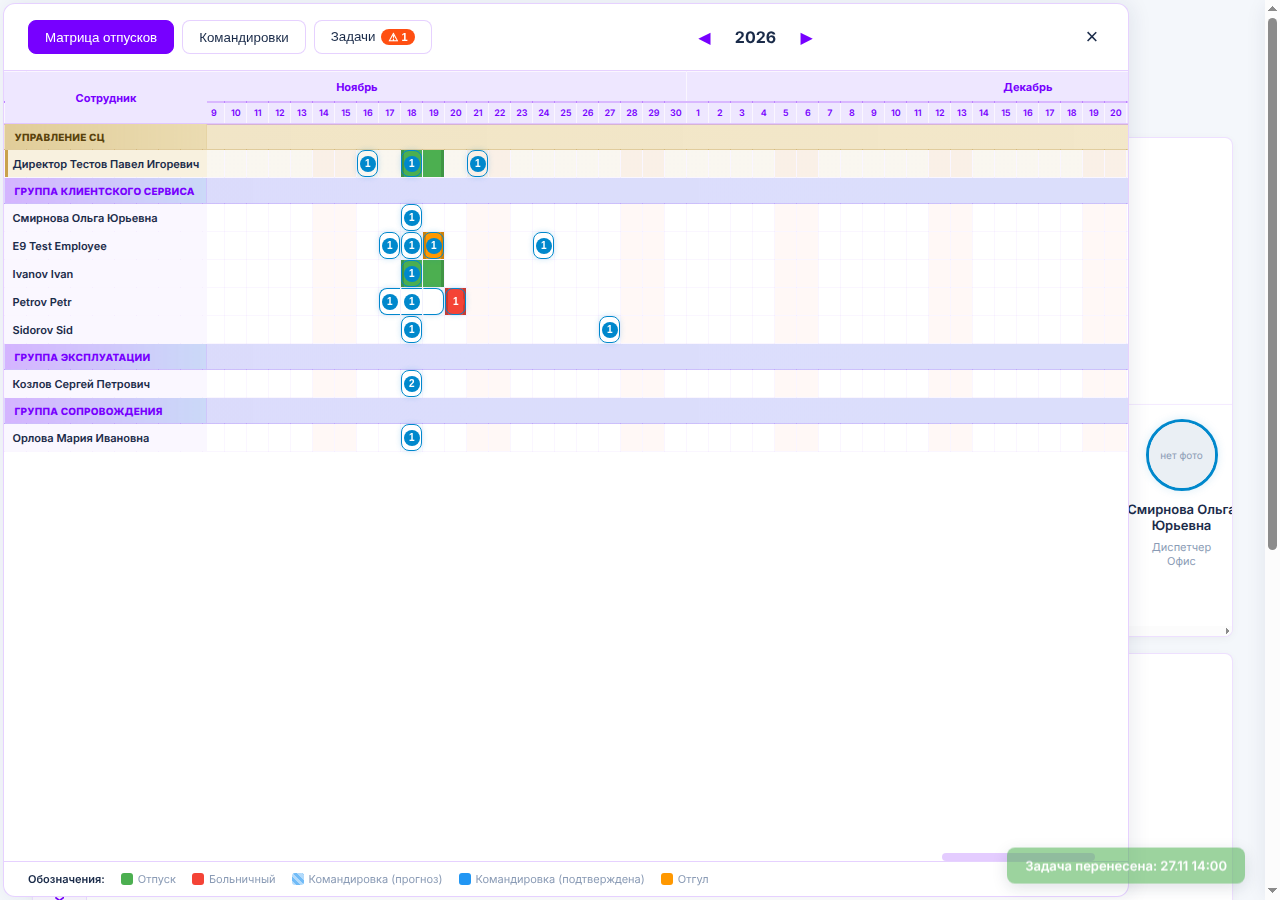 Матрица отпусков Командировки Задачи ⚠ 1 ◀ 2026 ▶ ×
Сотрудник Ноябрь Декабрь
9 10 11 12 13 14 15 16 17 18 19 20 21 22 23 24 25 26 27 28 29 30 1 2 3 4 5 6 7 8 9 10 11 12 13 14 15 16 17 18 19 20
УПРАВЛЕНИЕ СЦ
Директор Тестов Павел Игоревич 1 1 1
ГРУППА КЛИЕНТСКОГО СЕРВИСА
Смирнова Ольга Юрьевна 1
E9 Test Employee 1 1 1 1
Ivanov Ivan 1
Petrov Petr 1 1 1
Sidorov Sid 1 1
ГРУППА ЭКСПЛУАТАЦИИ
Козлов Сергей Петрович 2
ГРУППА СОПРОВОЖДЕНИЯ
Орлова Мария Ивановна 1
нет фото
Смирнова Ольга
Юрьевна
Диспетчер
Офис
Задача перенесена: 27.11 14:00
Обозначения: Отпуск Больничный Командировка (прогноз) Командировка (подтверждена) Отгул